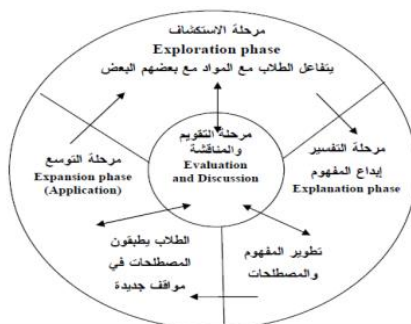 مرحلة الاستكشاف
Exploration phase
يتفاعل الطلاب مع المواد مع بعضهم البعض
مرحلة التقويم
والمناقشة
Evaluation
and Discussion
مرحلة التوسع
Expansion phase
(Application)
مرحلة التفسير
إبداع المفهوم
Explanation phase
الطلاب يطبقون
المصطلحات في
مواقف جديدة
تطوير المفهوم
والمصطلحات